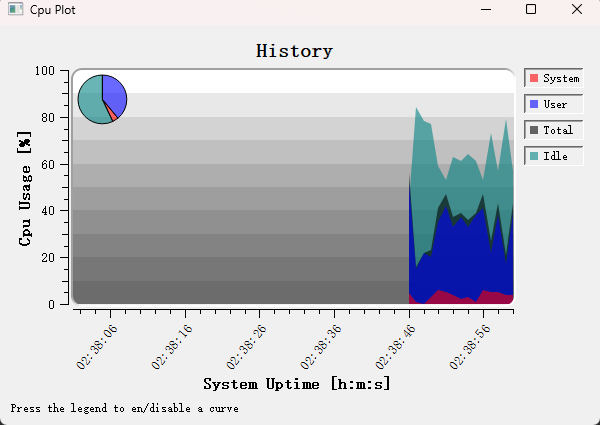 Cpu Plot
History
System
User
Total
Idle
Cpu Usage [%]
100
80
60
40
20
0
02:38:06
02:38:16
02:38:26
02:38:36
02:38:46
02:38:56
System Uptime [h:m:s]
Press the legend to en/disable a curve